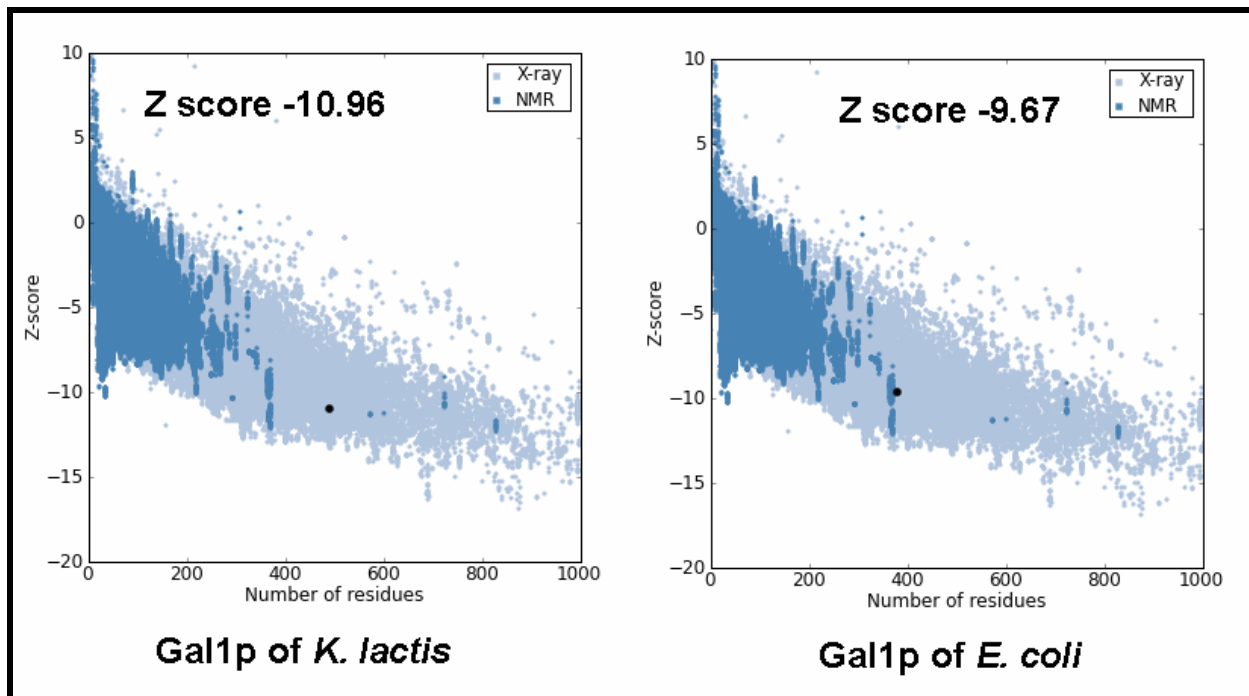 10
5
0
−5
−10
−15
−20
Z-score
Z score -10.96
X-ray
NMR
0 200 400 600 800 1000
Number of residues
Gal1p of K. lactis
10
5
0
−5
−10
−15
−20
Z-score
Z score -9.67
X-ray
NMR
0 200 400 600 800 1000
Number of residues
Gal1p of E. coli